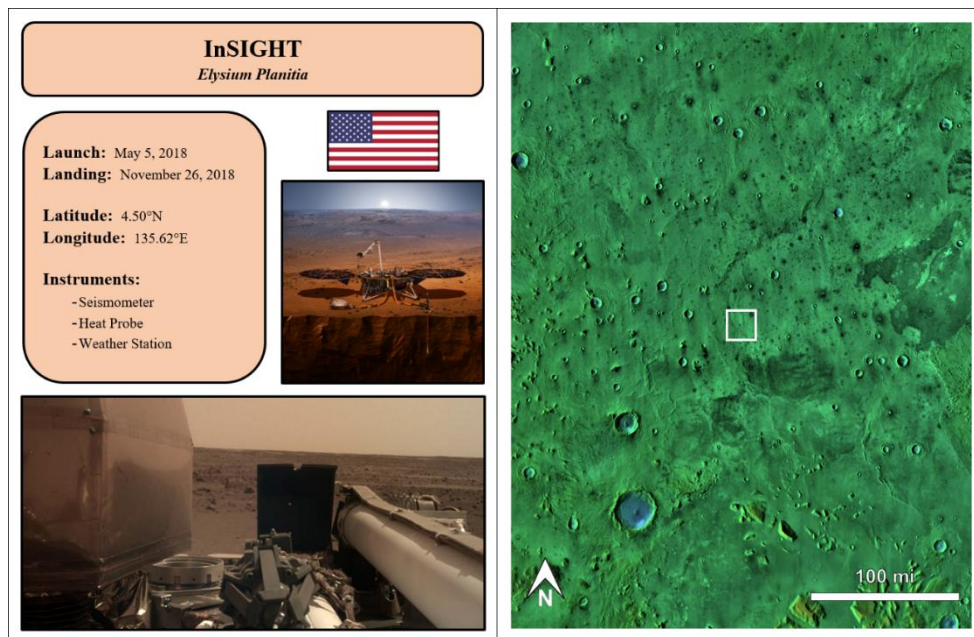 InSIGHT
Elysium Planitia
Launch: May 5, 2018
Landing: November 26, 2018
Latitude: 4.50°N
Longitude: 135.62°E
Instruments:
-Seismometer
-Heat Probe
-Weather Station
100 mi
N